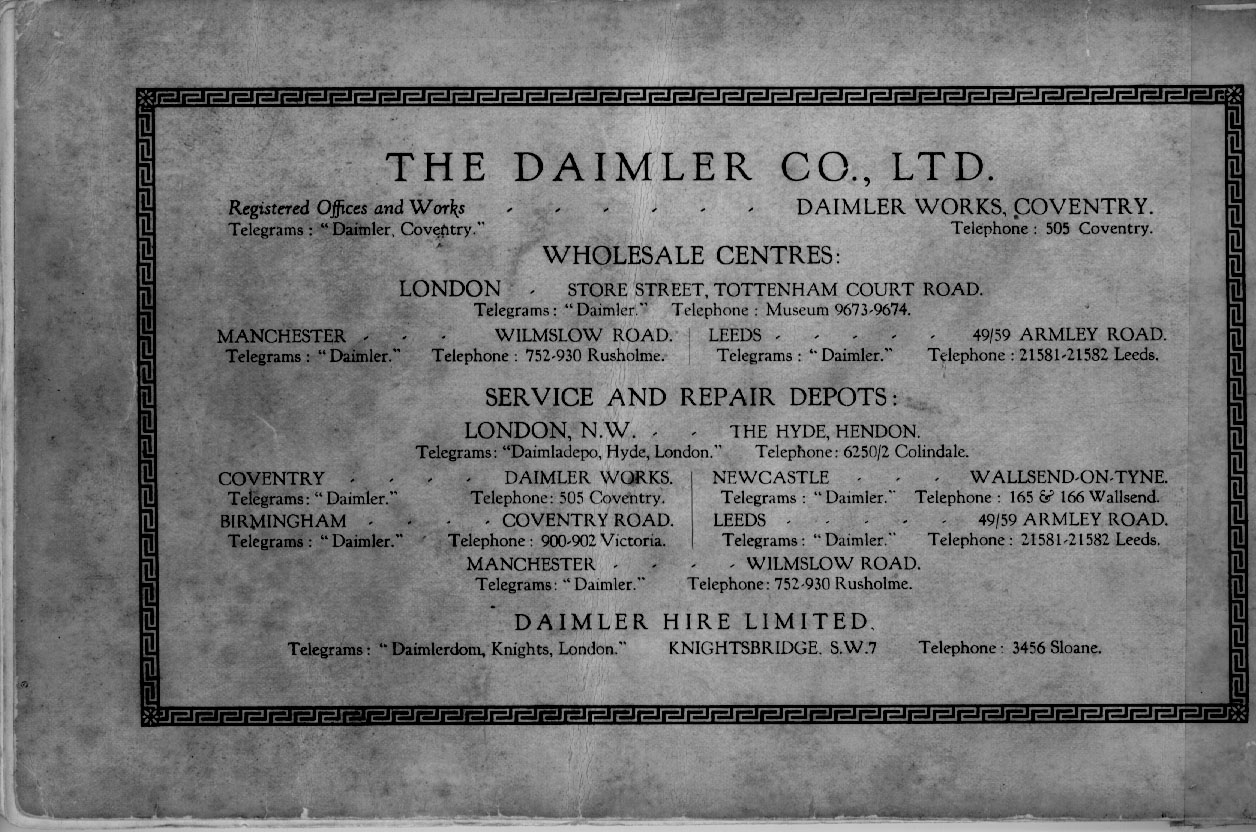 THE DAIMLER CO., LTD.
Registered Offices and Works - - - - - - DAIMLER WORKS, COVENTRY.
Telegrams : "Daimler, Coventry." Telephone : 505 Coventry.
WHOLESALE CENTRES:
LONDON - STORE STREET, TOTTENHAM COURT ROAD.
Telegrams : "Daimler." Telephone : Museum 9673-9674.
MANCHESTER - - - WILMSLOW ROAD.
Telegrams : "Daimler." Telephone : 752-930 Rusholme.
LEEDS - - - - - 49/59 ARMLEY ROAD.
Telegrams : "Daimler." Telephone : 21581-21582 Leeds.
SERVICE AND REPAIR DEPOTS:
LONDON, N.W. - - THE HYDE, HENDON.
Telegrams: "Daimladepo, Hyde, London." Telephone: 6250/2 Colindale.
COVENTRY - - - - DAIMLER WORKS.
Telegrams: "Daimler." Telephone: 505 Coventry.
BIRMINGHAM - - - - COVENTRY ROAD.
Telegrams : "Daimler." Telephone : 900-902 Victoria.
NEWCASTLE - - - WALLSEND-ON-TYNE.
Telegrams : "Daimler." Telephone : 165 & 166 Wallsend.
LEEDS - - - - - 49/59 ARMLEY ROAD.
Telegrams : "Daimler." Telephone : 21581-21582 Leeds.
MANCHESTER - - - - WILMSLOW ROAD.
Telegrams: "Daimler." Telephone: 752-930 Rusholme.
DAIMLER HIRE LIMITED.
Telegrams : "Daimlerdom, Knights, London." KNIGHTSBRIDGE. S.W.7 Telephone : 3456 Sloane.